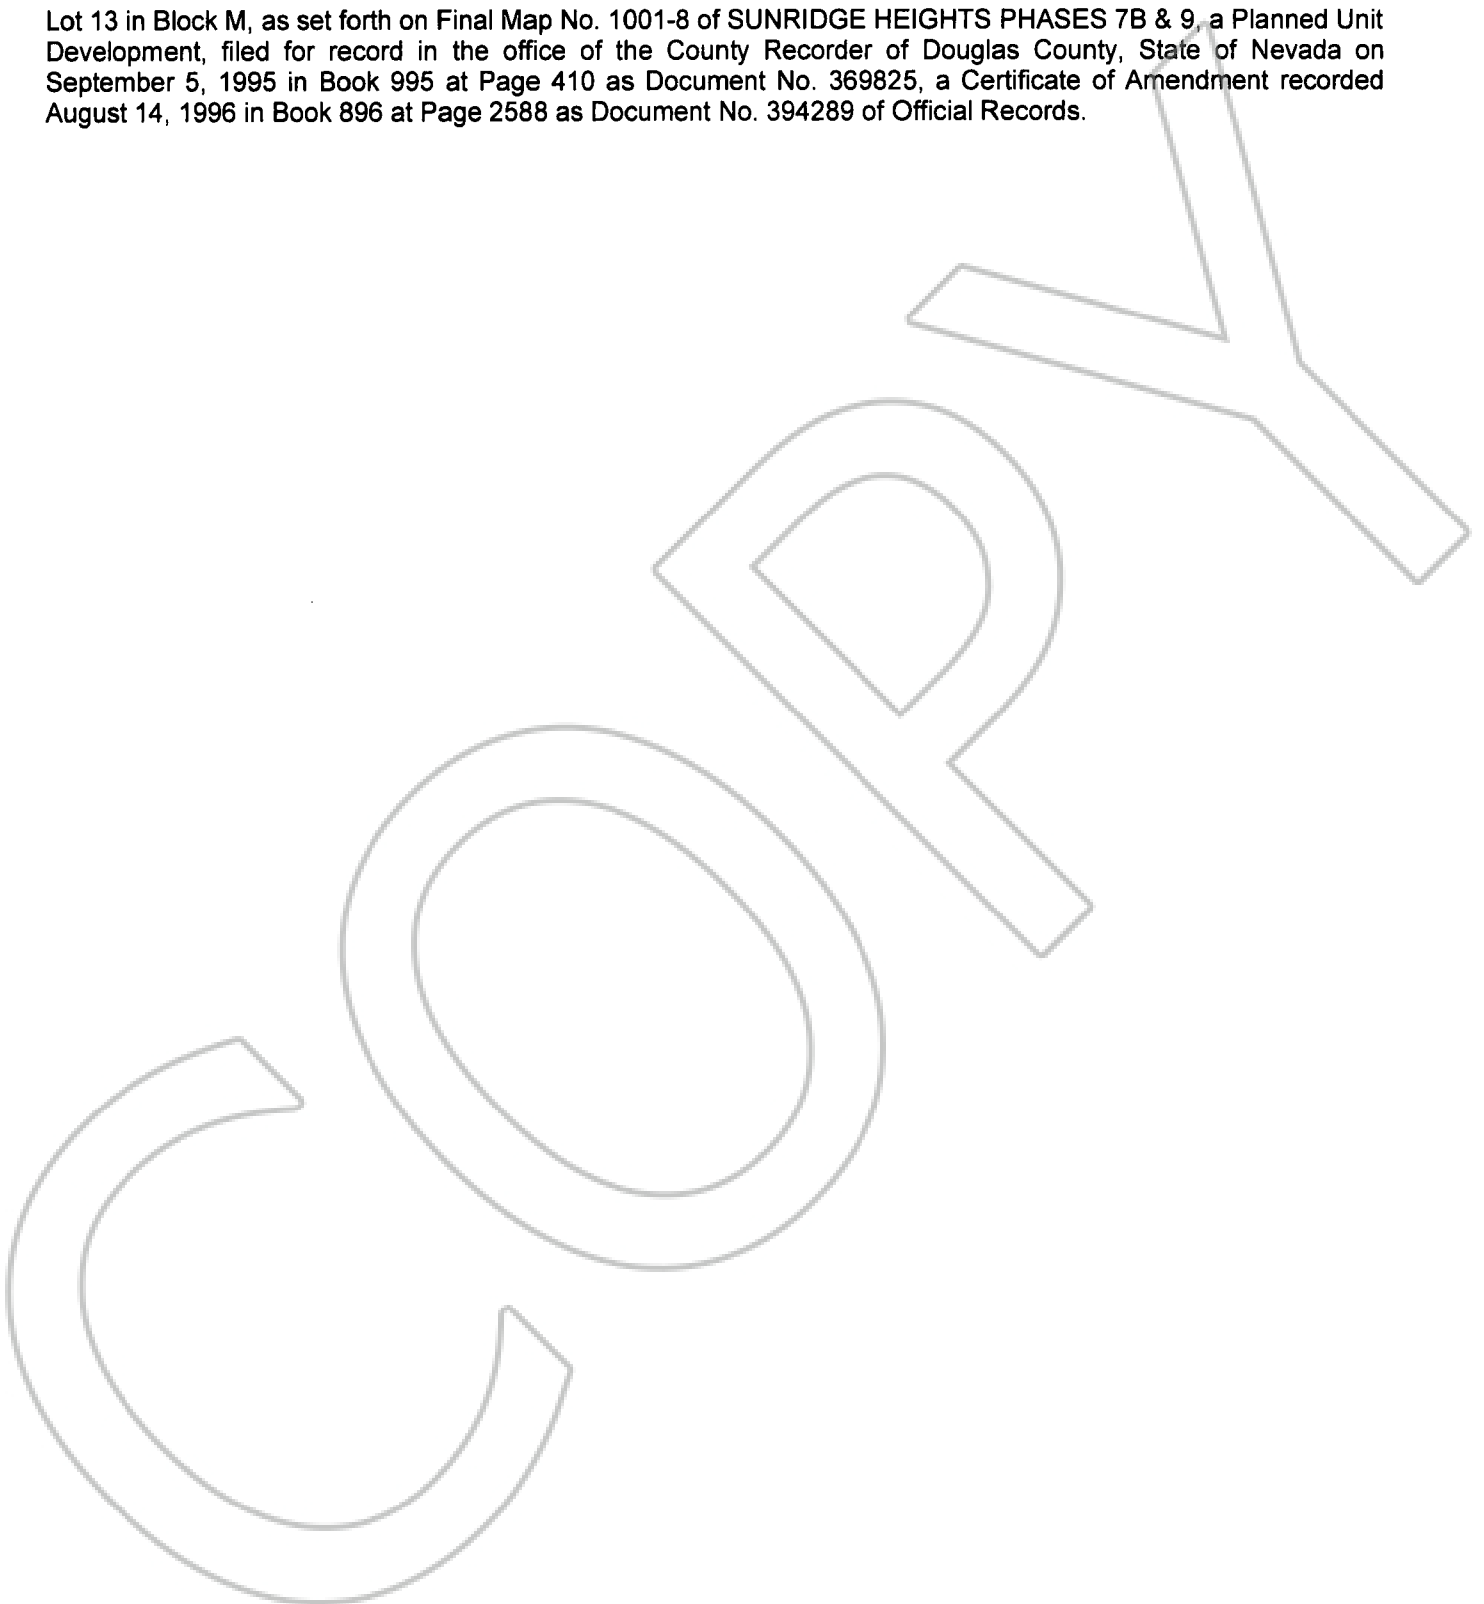 Lot 13 in Block M, as set forth on Final Map No. 1001-8 of SUNRIDGE HEIGHTS PHASES 7B & 9, a Planned Unit
Development, filed for record in the office of the County Recorder of Douglas County, State of Nevada on
September 5, 1995 in Book 995 at Page 410 as Document No. 369825, a Certificate of Amendment recorded
August 14, 1996 in Book 896 at Page 2588 as Document No. 394289 of Official Records.
COPY